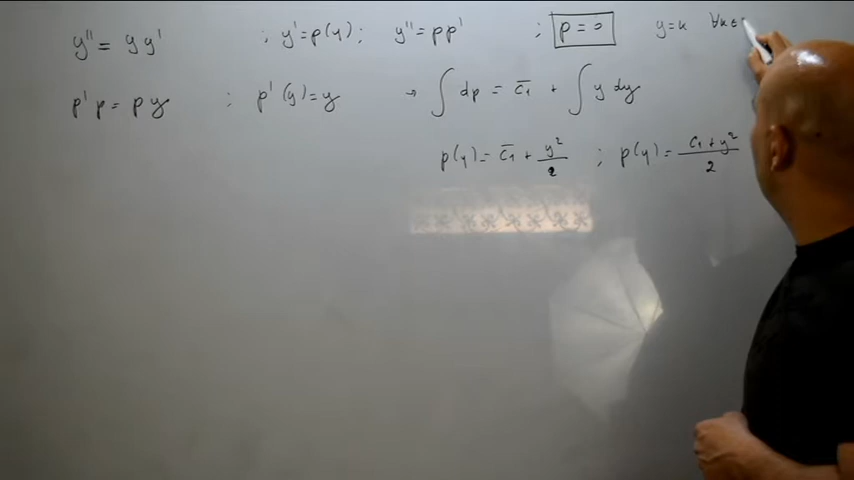 y'' = y y' ; y' = p(y) ; y'' = p p' ; p = 0 y = k ∀k ∈
p' p = p y ; p'(y) = y → ∫ dp = c̅₁ + ∫ y dy
p(y) = c̅₁ + y²/2 ; p(y) = (c₁ + y²)/2